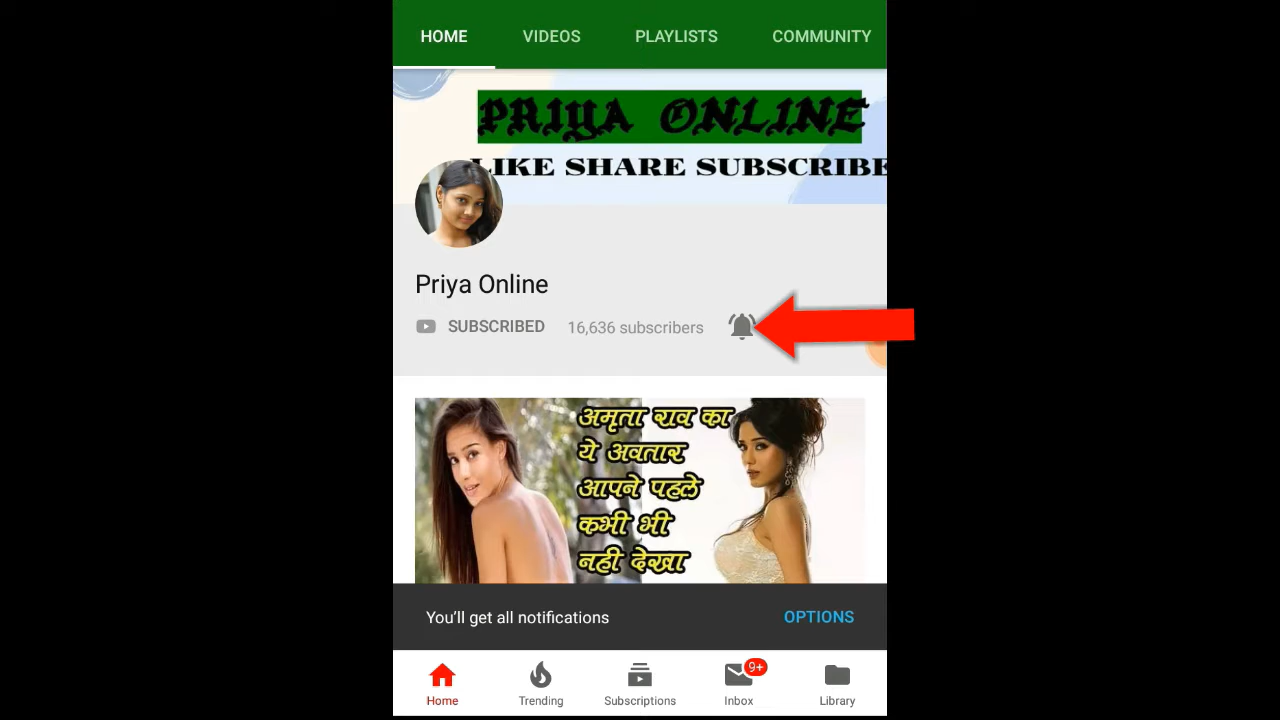 HOME VIDEOS PLAYLISTS COMMUNITY
PRIYA ONLINE
LIKE SHARE SUBSCRIBE
Priya Online
SUBSCRIBED 16,636 subscribers
अमृता राव का
ये अवतार
आपने पहले
कभी भी
नही देखा
You'll get all notifications OPTIONS
9+
Home Trending Subscriptions Inbox Library